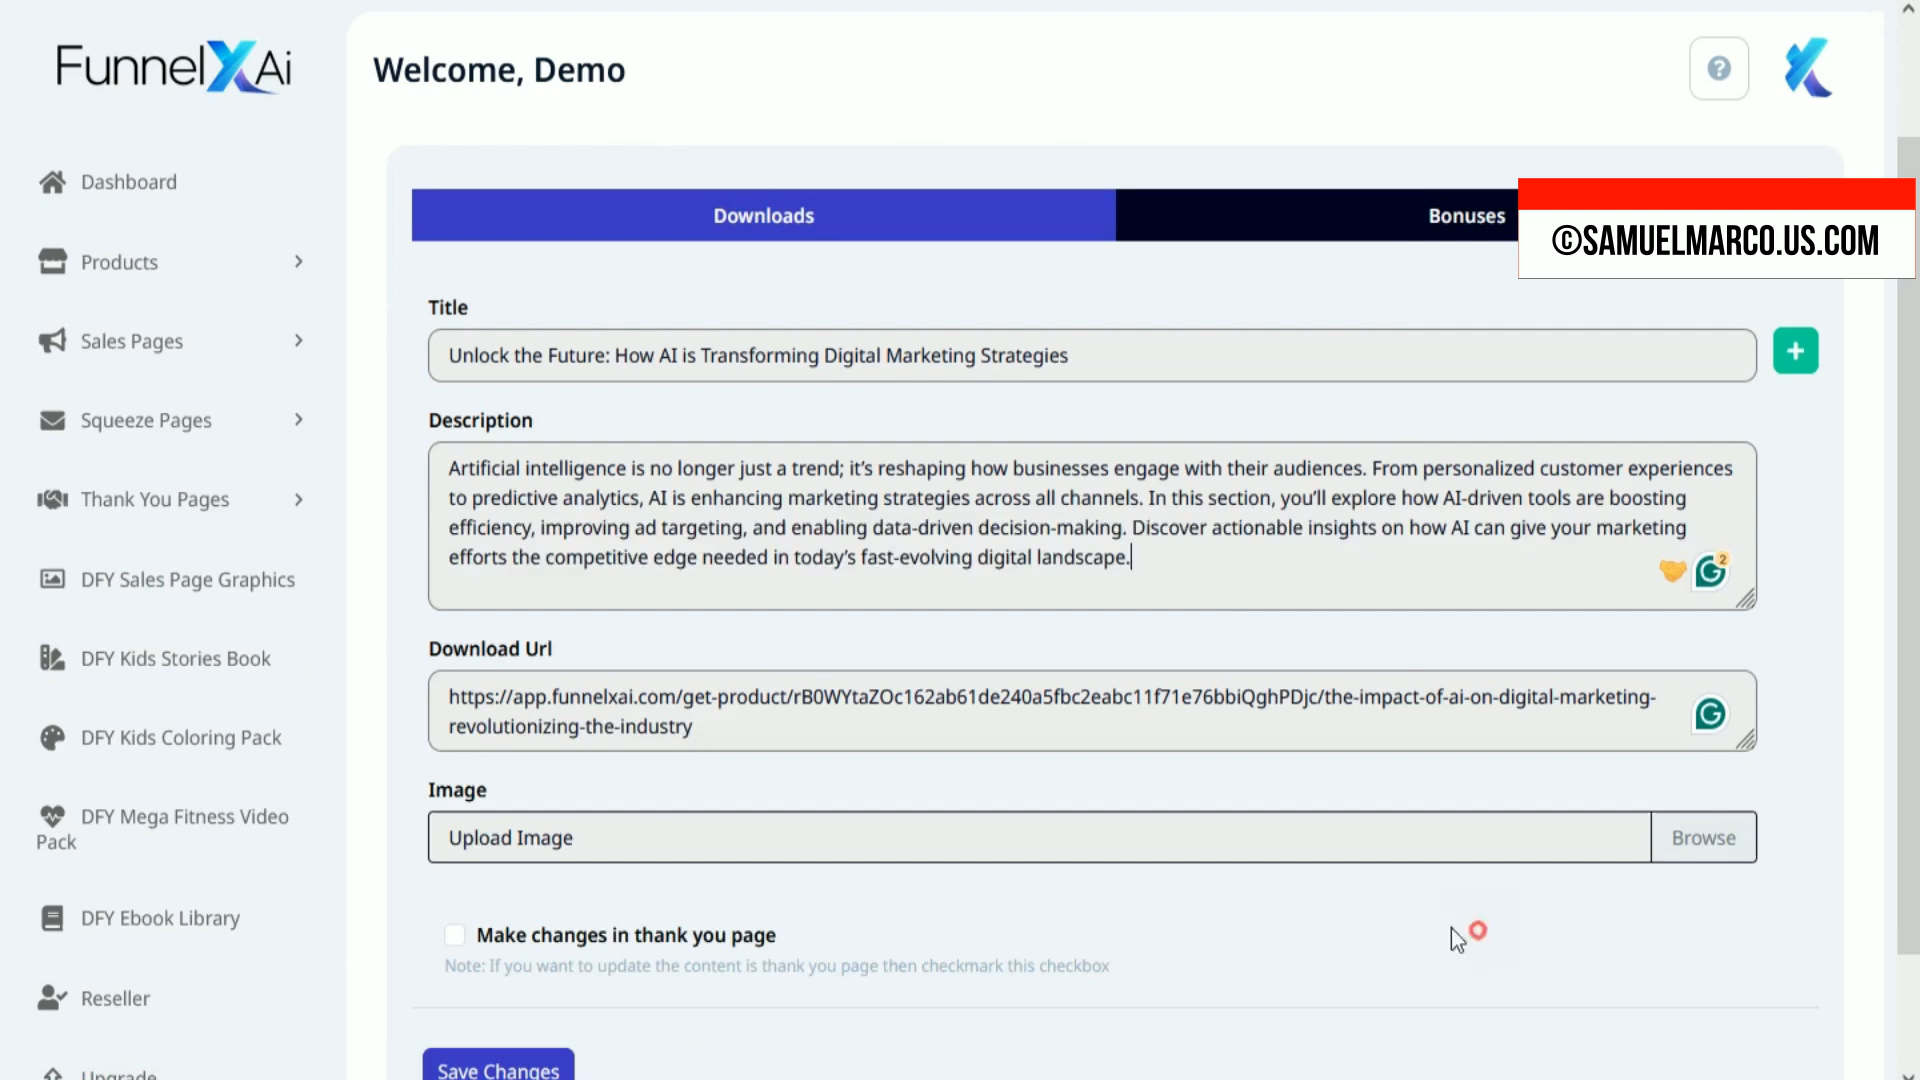 FunnelXAi
Welcome, Demo
Dashboard
Products
Sales Pages
Squeeze Pages
Thank You Pages
DFY Sales Page Graphics
DFY Kids Stories Book
DFY Kids Coloring Pack
DFY Mega Fitness Video
Pack
DFY Ebook Library
Reseller
Upgrade
Downloads
Bonuses
©SAMUELMARCO.US.COM
Title
Unlock the Future: How AI is Transforming Digital Marketing Strategies
Description
Artificial intelligence is no longer just a trend; it’s reshaping how businesses engage with their audiences. From personalized customer experiences
to predictive analytics, AI is enhancing marketing strategies across all channels. In this section, you’ll explore how AI-driven tools are boosting
efficiency, improving ad targeting, and enabling data-driven decision-making. Discover actionable insights on how AI can give your marketing
efforts the competitive edge needed in today’s fast-evolving digital landscape.
2
Download Url
https://app.funnelxai.com/get-product/rB0WYtaZOc162ab61de240a5fbc2eabc11f71e76bbiQghPDjc/the-impact-of-ai-on-digital-marketing-
revolutionizing-the-industry
Image
Upload Image
Browse
Make changes in thank you page
Note: If you want to update the content is thank you page then checkmark this checkbox
Save Changes